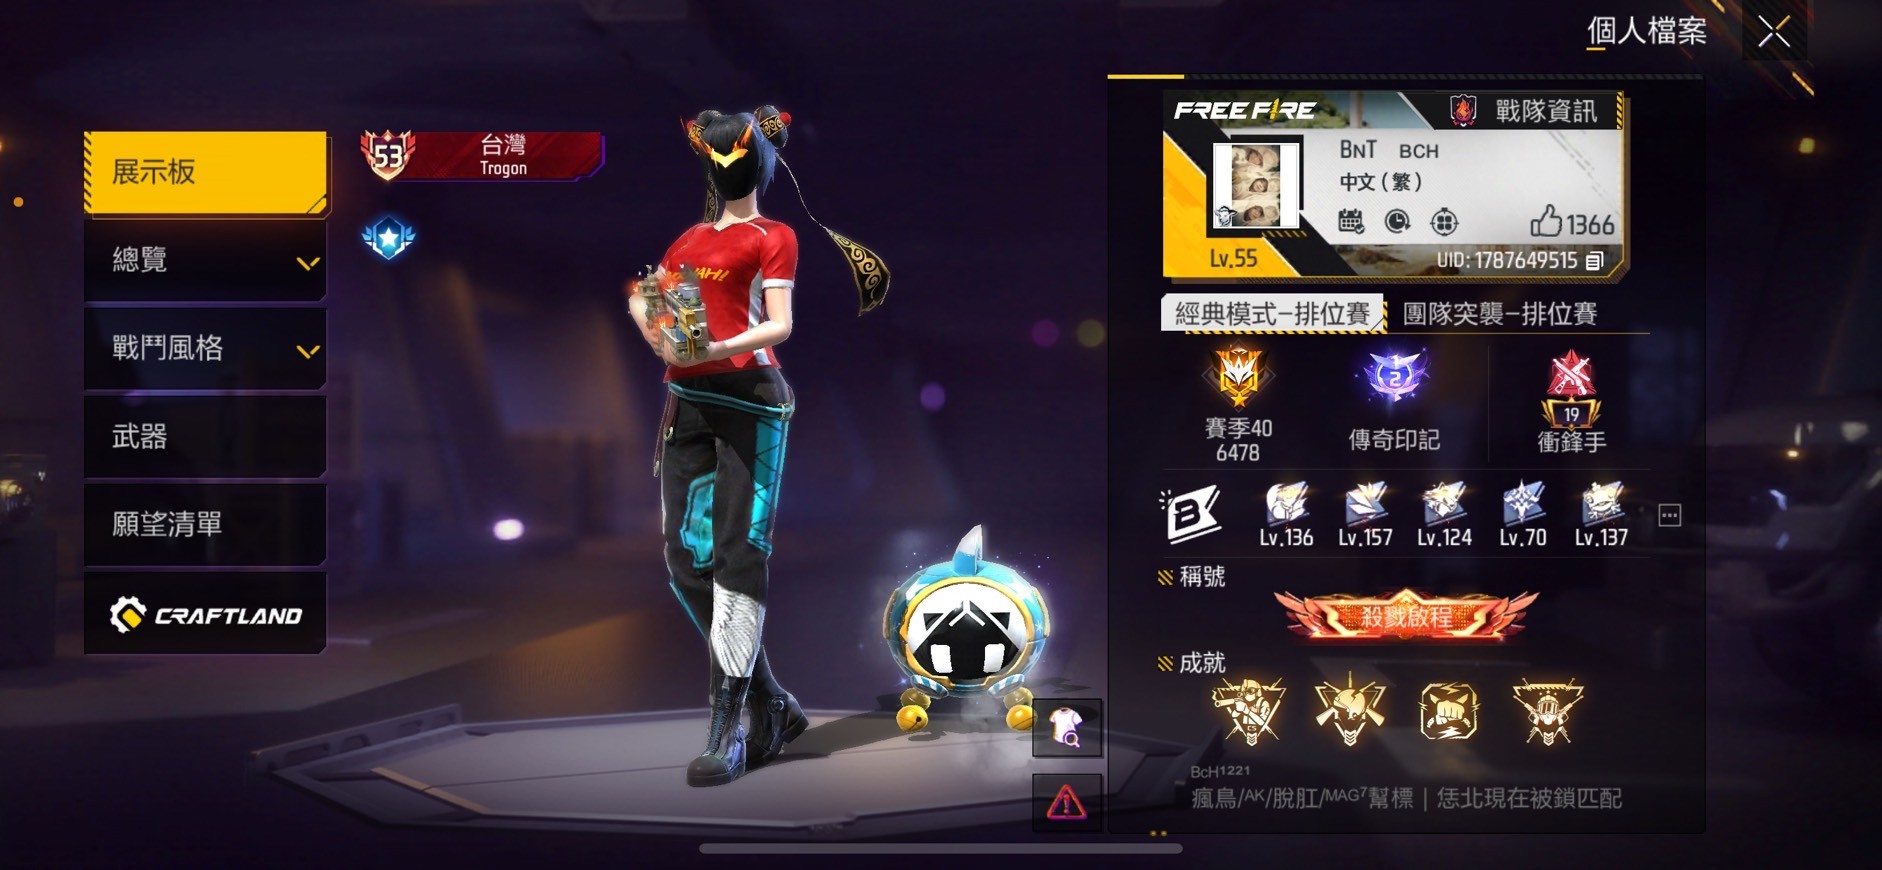 個人檔案
展示板
總覽
戰鬥風格
武器
願望清單
CRAFTLAND
53
台灣
Trogon
FREE FIRE
戰隊資訊
BNT BCH
中文(繁)
1366
Lv.55
UID: 1787649515
經典模式-排位賽
團隊突襲-排位賽
賽季40
6478
2
傳奇印記
19
衝鋒手
B
Lv.136
Lv.157
Lv.124
Lv.70
Lv.137
稱號
殺戮啟程
成就
BcH¹²²¹
瘋鳥/ᴬᴷ/脫肛/ᴹᴬᴳ⁷幫標|恁北現在被鎖匹配